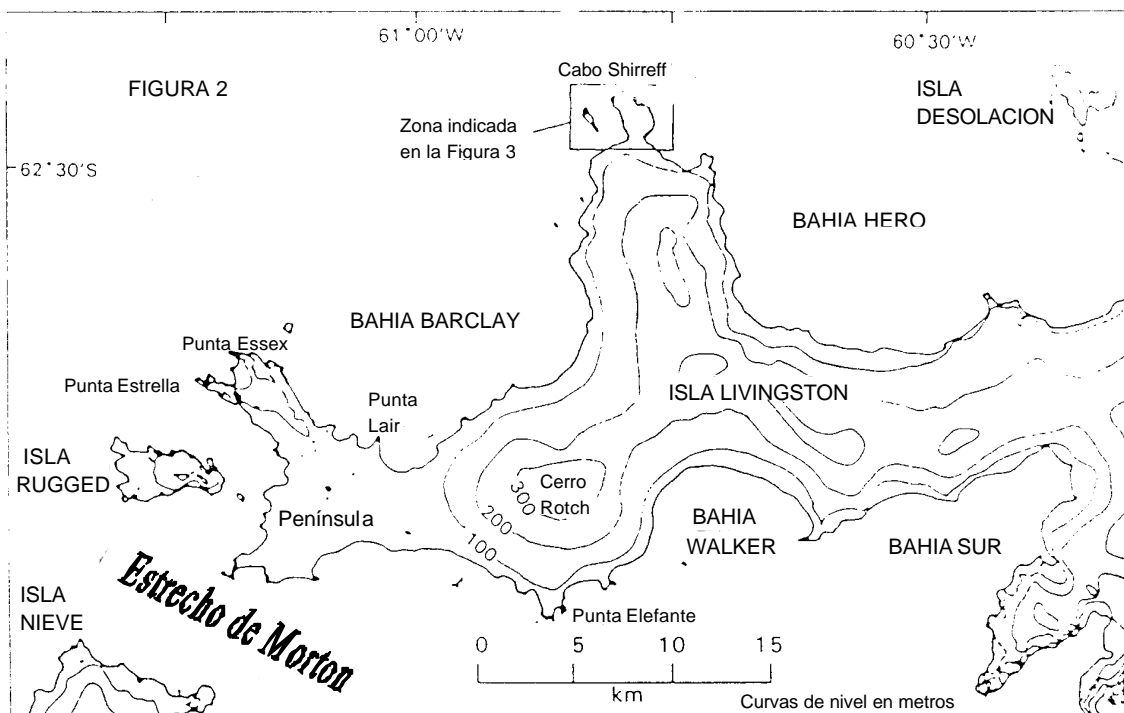 61°00'W
60°30'W
FIGURA 2
Cabo Shirreff
ISLA
DESOLACION
Zona indicada
en la Figura 3
62°30'S
BAHIA HERO
BAHIA BARCLAY
Punta Essex
Punta Estrella
Punta
Lair
ISLA LIVINGSTON
ISLA
RUGGED
Cerro
Rotch
300
200
100
Península
BAHIA
WALKER
BAHIA SUR
Estrecho de Morton
ISLA
NIEVE
Punta Elefante
0 5 10 15
km
Curvas de nivel en metros